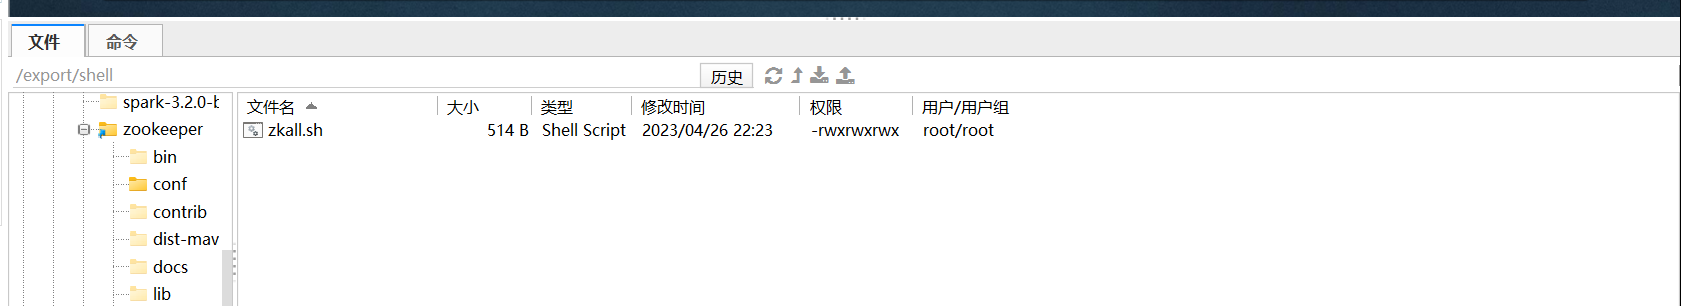 文件 命令
/export/shell 历史
spark-3.2.0-b
zookeeper
bin
conf
contrib
dist-mav
docs
lib
文件名 大小 类型 修改时间 权限 用户/用户组
zkall.sh 514 B Shell Script 2023/04/26 22:23 -rwxrwxrwx root/root